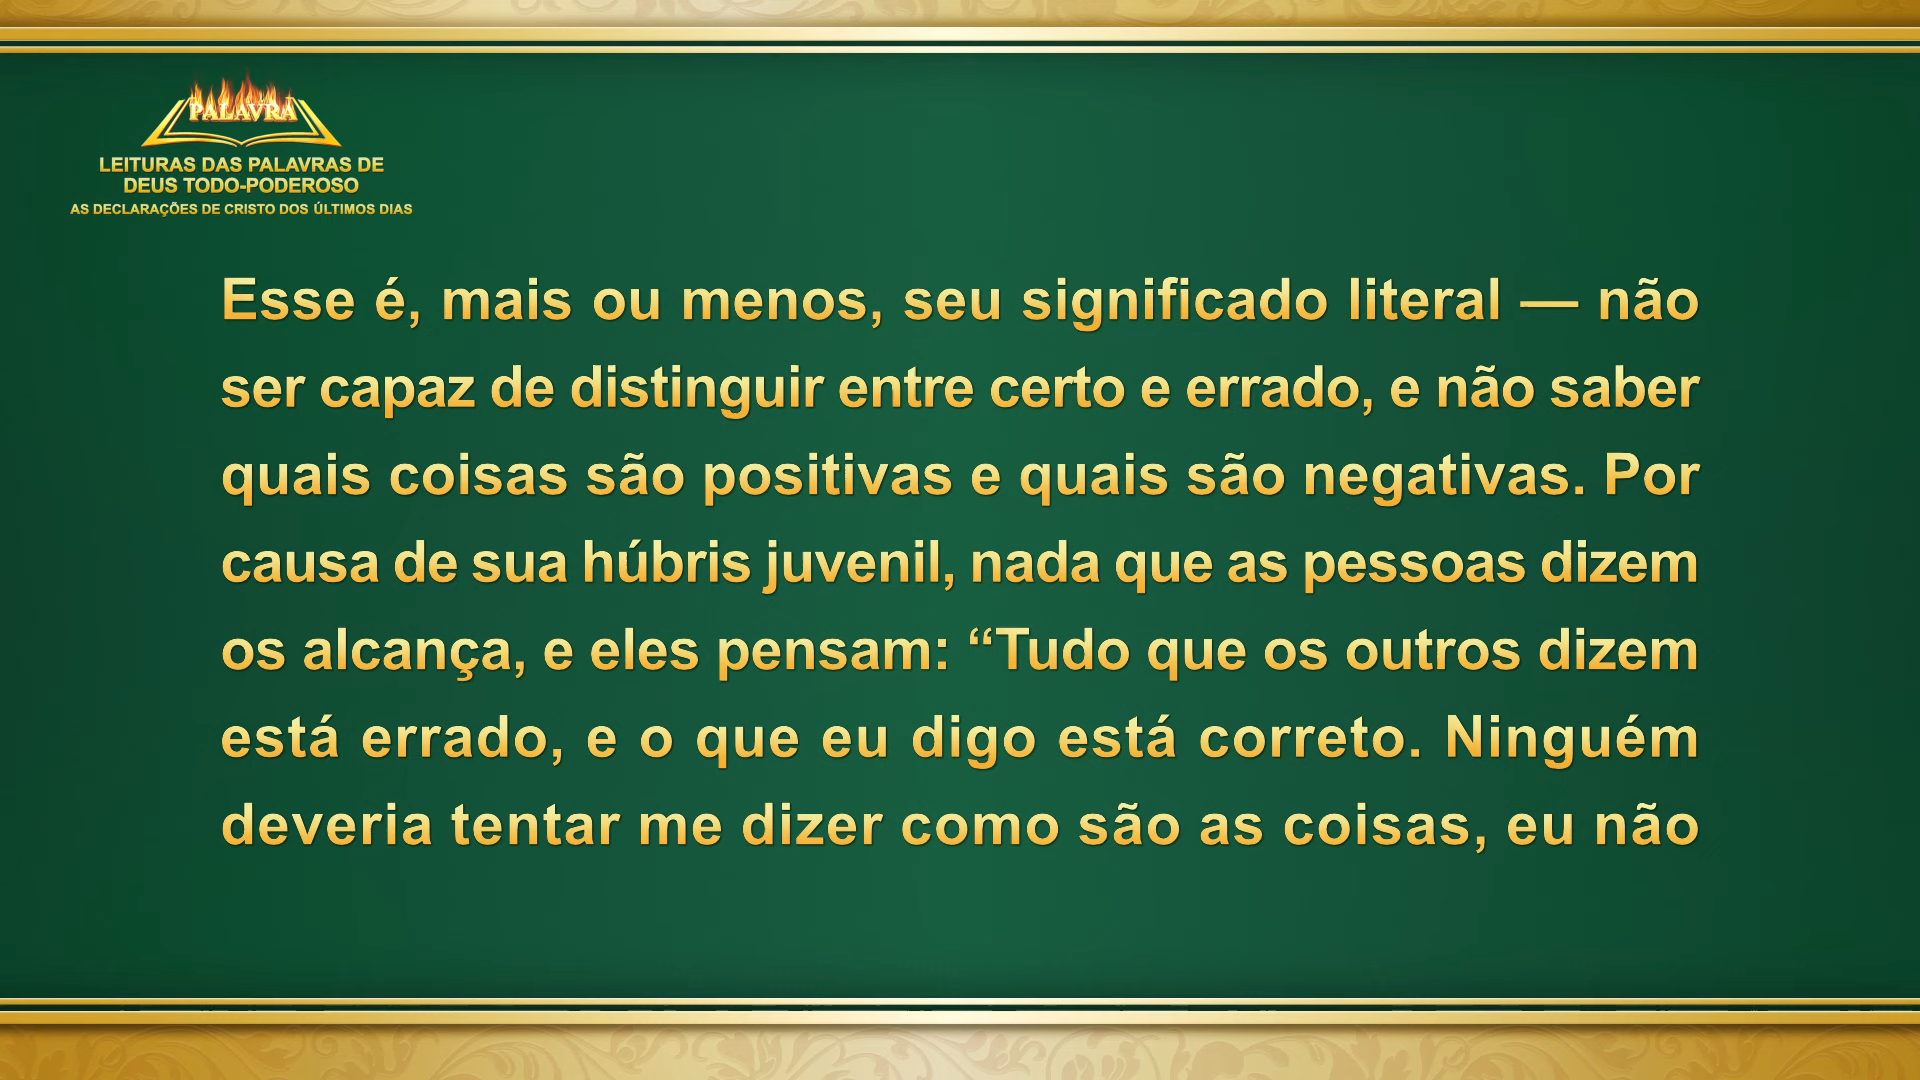 PALAVRA
LEITURAS DAS PALAVRAS DE
DEUS TODO-PODEROSO
AS DECLARAÇÕES DE CRISTO DOS ÚLTIMOS DIAS
Esse é, mais ou menos, seu significado literal — não
ser capaz de distinguir entre certo e errado, e não saber
quais coisas são positivas e quais são negativas. Por
causa de sua húbris juvenil, nada que as pessoas dizem
os alcança, e eles pensam: “Tudo que os outros dizem
está errado, e o que eu digo está correto. Ninguém
deveria tentar me dizer como são as coisas, eu não